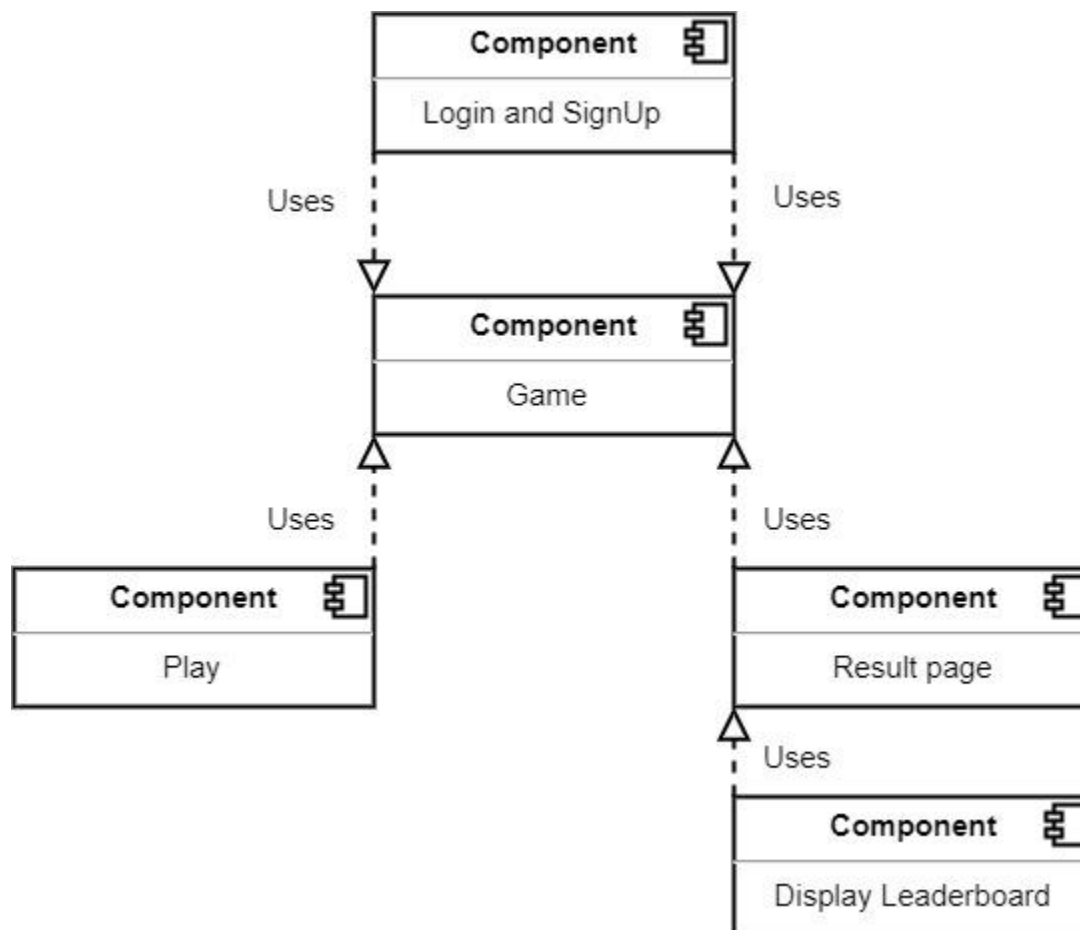 Component
Login and SignUp
Uses
Uses
Component
Game
Uses
Uses
Component
Play
Component
Result page
Uses
Component
Display Leaderboard